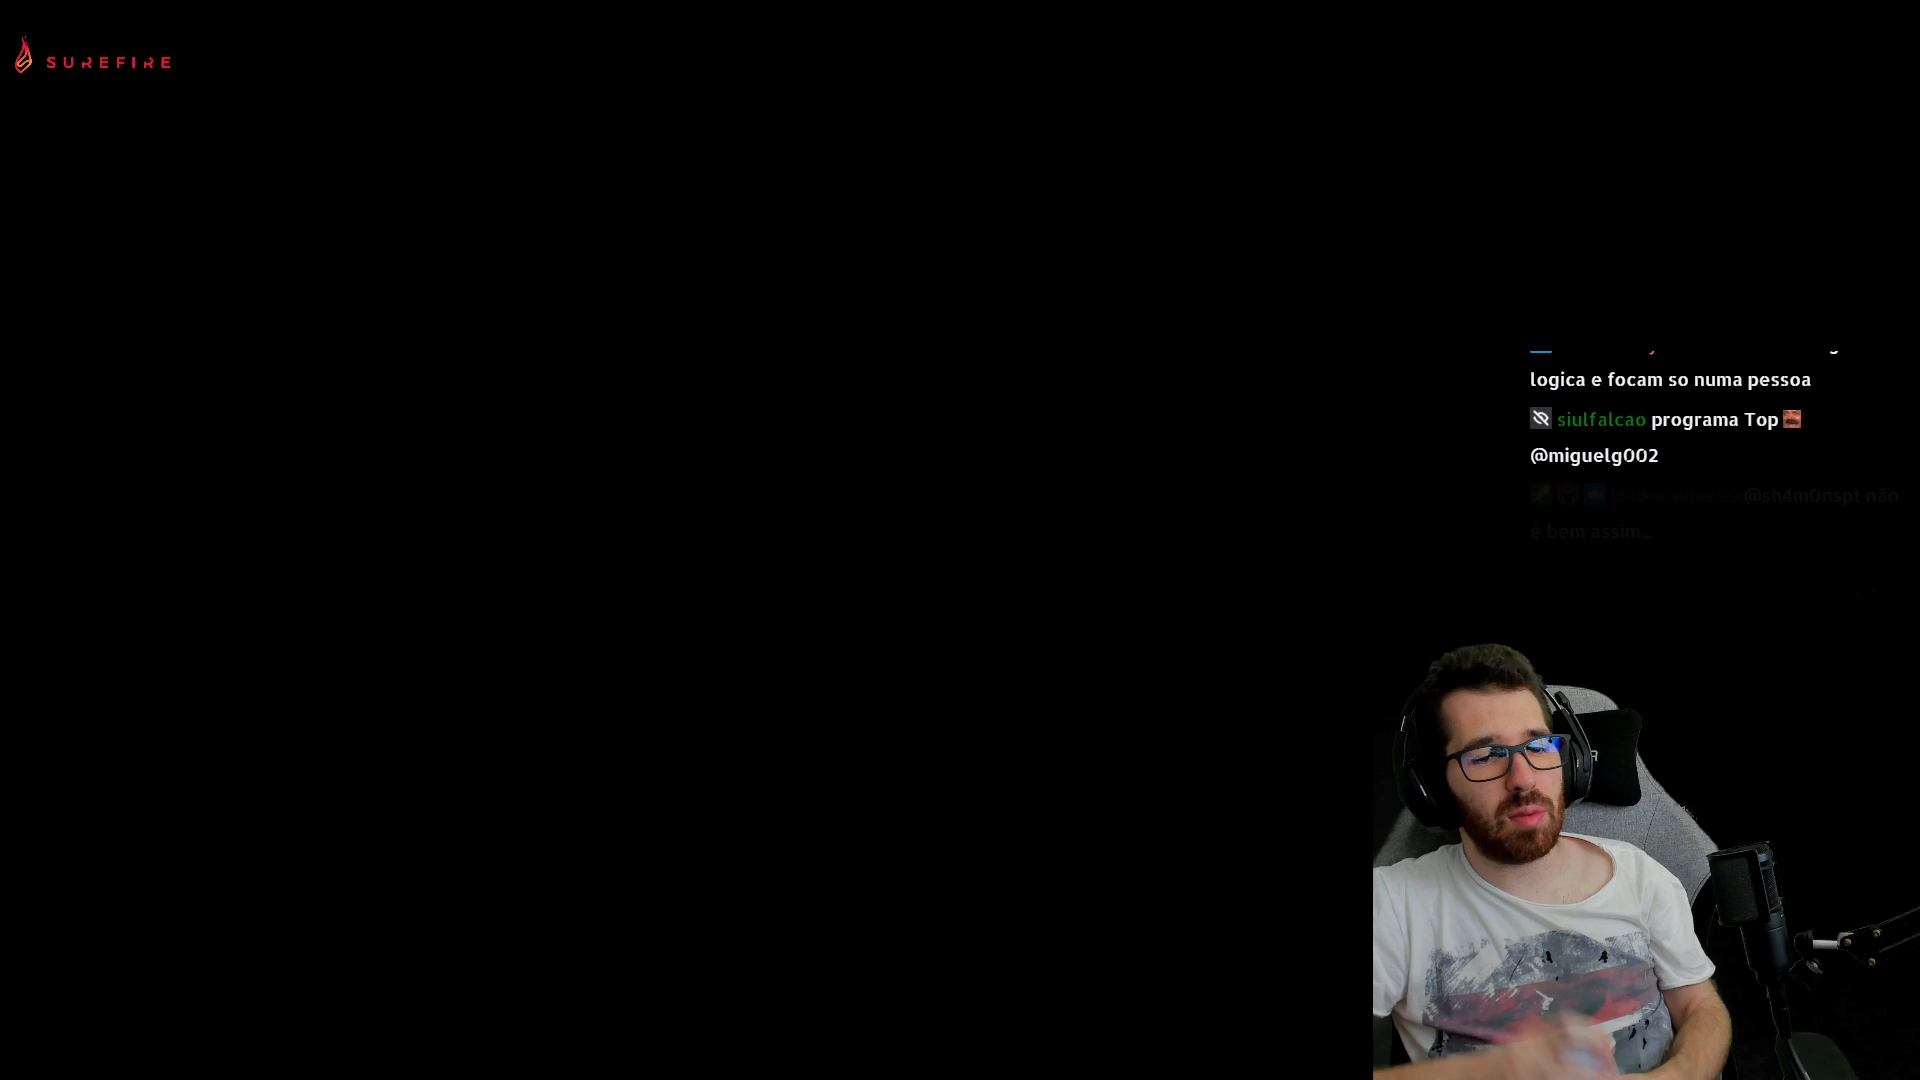 SUREFIRE
logica e focam so numa pessoa
siulfalcao programa Top
@miguelg002
@sh4m0nspt não
é bem assim...